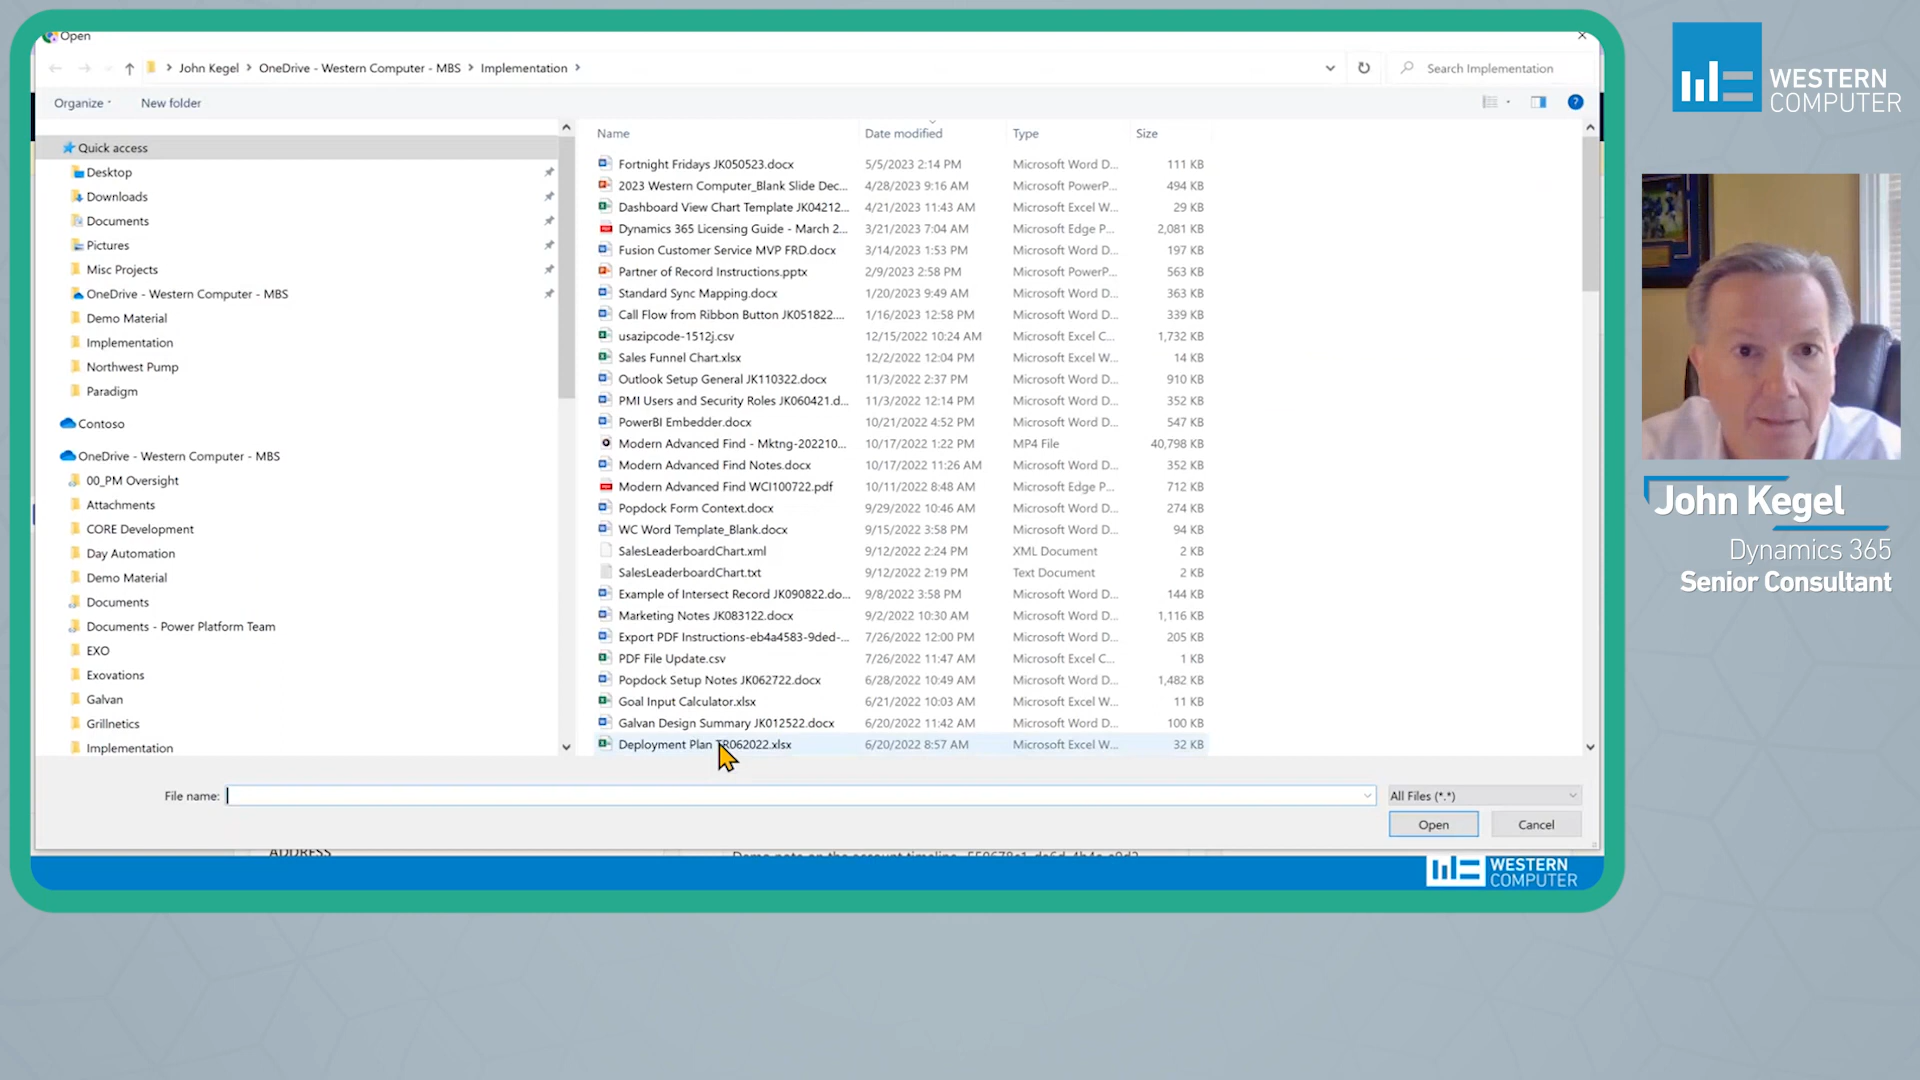 Open
John Kegel > OneDrive - Western Computer - MBS > Implementation >
Search Implementation
Organize
New folder
?
Name Date modified Type Size
Quick access
Desktop
Downloads
Documents
Pictures
Misc Projects
OneDrive - Western Computer - MBS
Demo Material
Implementation
Northwest Pump
Paradigm
Contoso
OneDrive - Western Computer - MBS
00_PM Oversight
Attachments
CORE Development
Day Automation
Demo Material
Documents
Documents - Power Platform Team
EXO
Exovations
Galvan
Grillnetics
Implementation
Fortnight Fridays JK050523.docx 5/5/2023 2:14 PM Microsoft Word D... 111 KB
2023 Western Computer_Blank Slide Dec... 4/28/2023 9:16 AM Microsoft PowerP... 494 KB
Dashboard View Chart Template JK04212... 4/21/2023 11:43 AM Microsoft Excel W... 29 KB
Dynamics 365 Licensing Guide - March 2... 3/21/2023 7:04 AM Microsoft Edge P... 2,081 KB
Fusion Customer Service MVP FRD.docx 3/14/2023 1:53 PM Microsoft Word D... 197 KB
Partner of Record Instructions.pptx 2/9/2023 2:58 PM Microsoft PowerP... 563 KB
Standard Sync Mapping.docx 1/20/2023 9:49 AM Microsoft Word D... 363 KB
Call Flow from Ribbon Button JK051822.... 1/16/2023 12:58 PM Microsoft Word D... 339 KB
usazipcode-1512j.csv 12/15/2022 10:24 AM Microsoft Excel C... 1,732 KB
Sales Funnel Chart.xlsx 12/2/2022 12:04 PM Microsoft Excel W... 14 KB
Outlook Setup General JK110322.docx 11/3/2022 2:37 PM Microsoft Word D... 910 KB
PMI Users and Security Roles JK060421.d... 11/3/2022 12:14 PM Microsoft Word D... 352 KB
PowerBI Embedder.docx 10/21/2022 4:52 PM Microsoft Word D... 547 KB
Modern Advanced Find - Mktng-202210... 10/17/2022 1:22 PM MP4 File 40,798 KB
Modern Advanced Find Notes.docx 10/17/2022 11:26 AM Microsoft Word D... 352 KB
Modern Advanced Find WCI100722.pdf 10/11/2022 8:48 AM Microsoft Edge P... 712 KB
Popdock Form Context.docx 9/29/2022 10:46 AM Microsoft Word D... 274 KB
WC Word Template_Blank.docx 9/15/2022 3:58 PM Microsoft Word D... 94 KB
SalesLeaderboardChart.xml 9/12/2022 2:24 PM XML Document 2 KB
SalesLeaderboardChart.txt 9/12/2022 2:19 PM Text Document 2 KB
Example of Intersect Record JK090822.do... 9/8/2022 3:58 PM Microsoft Word D... 144 KB
Marketing Notes JK083122.docx 9/2/2022 10:30 AM Microsoft Word D... 1,116 KB
Export PDF Instructions-eb4a4583-9ded-... 7/26/2022 12:00 PM Microsoft Word D... 205 KB
PDF File Update.csv 7/26/2022 11:47 AM Microsoft Excel C... 1 KB
Popdock Setup Notes JK062722.docx 6/28/2022 10:49 AM Microsoft Word D... 1,482 KB
Goal Input Calculator.xlsx 6/21/2022 10:03 AM Microsoft Excel W... 11 KB
Galvan Design Summary JK012522.docx 6/20/2022 11:42 AM Microsoft Word D... 100 KB
Deployment Plan TR062022.xlsx 6/20/2022 8:57 AM Microsoft Excel W... 32 KB
File name:
All Files (*.*)
Open
Cancel
ADDRESS
WESTERN
COMPUTER
WESTERN
COMPUTER
John Kegel
Dynamics 365
Senior Consultant